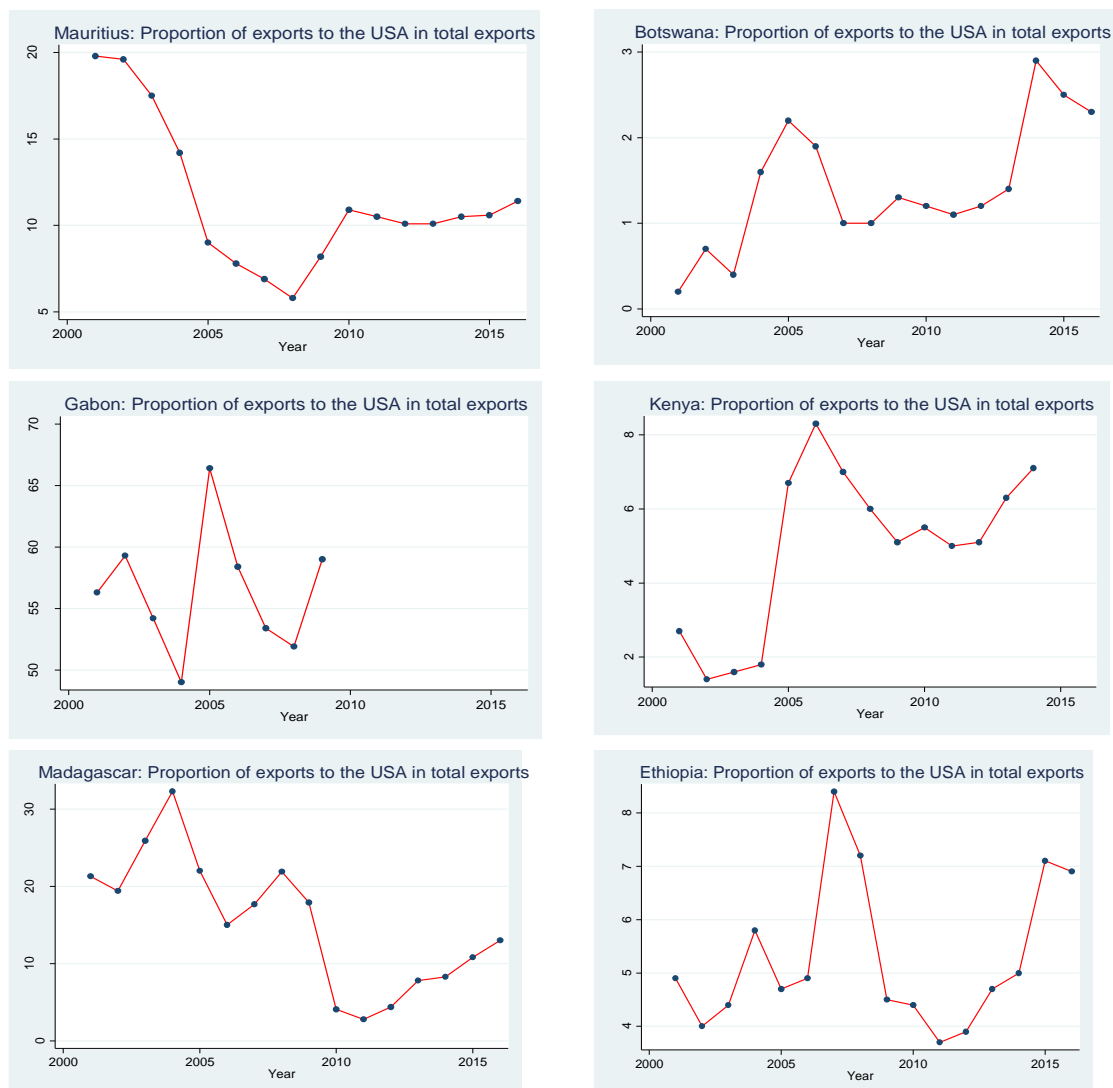 Mauritius: Proportion of exports to the USA in total exports
20
15
10
5
2000 2005 2010 2015
Year
Botswana: Proportion of exports to the USA in total exports
3
2
1
0
2000 2005 2010 2015
Year
Gabon: Proportion of exports to the USA in total exports
70
65
60
55
50
2000 2005 2010 2015
Year
Kenya: Proportion of exports to the USA in total exports
8
6
4
2
2000 2005 2010 2015
Year
Madagascar: Proportion of exports to the USA in total exports
30
20
10
0
2000 2005 2010 2015
Year
Ethiopia: Proportion of exports to the USA in total exports
8
7
6
5
4
2000 2005 2010 2015
Year